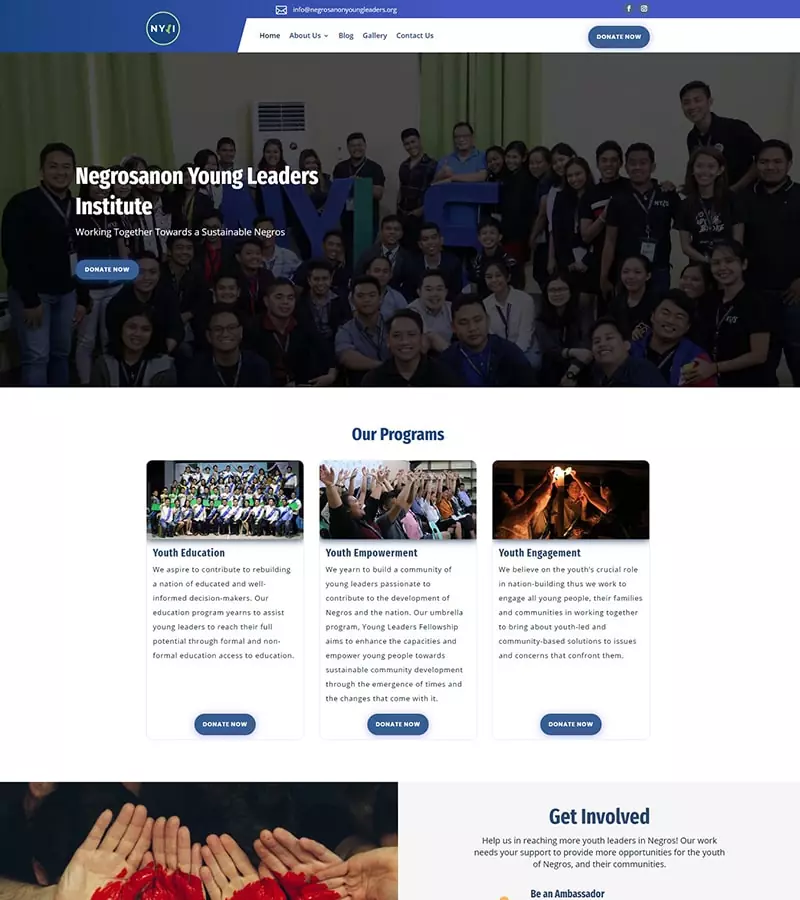 info@negrosanonyoungleaders.org
NYLI
Home About Us Blog Gallery Contact Us
DONATE NOW
Negrosanon Young Leaders
Institute
Working Together Towards a Sustainable Negros
DONATE NOW
Our Programs
Youth Education
We aspire to contribute to rebuilding
a nation of educated and well-
informed decision-makers. Our
education program yearns to assist
young leaders to reach their full
potential through formal and non-
formal education access to education.
DONATE NOW
Youth Empowerment
We yearn to build a community of
young leaders passionate to
contribute to the development of
Negros and the nation. Our umbrella
program, Young Leaders Fellowship
aims to enhance the capacities and
empower young people towards
sustainable community development
through the emergence of times and
the changes that come with it.
DONATE NOW
Youth Engagement
We believe on the youth's crucial role
in nation-building thus we work to
engage all young people, their families
and communities in working together
to bring about youth-led and
community-based solutions to issues
and concerns that confront them.
DONATE NOW
Get Involved
Help us in reaching more youth leaders in Negros! Our work
needs your support to provide more opportunities for the youth
of Negros, and their communities.
Be an Ambassador